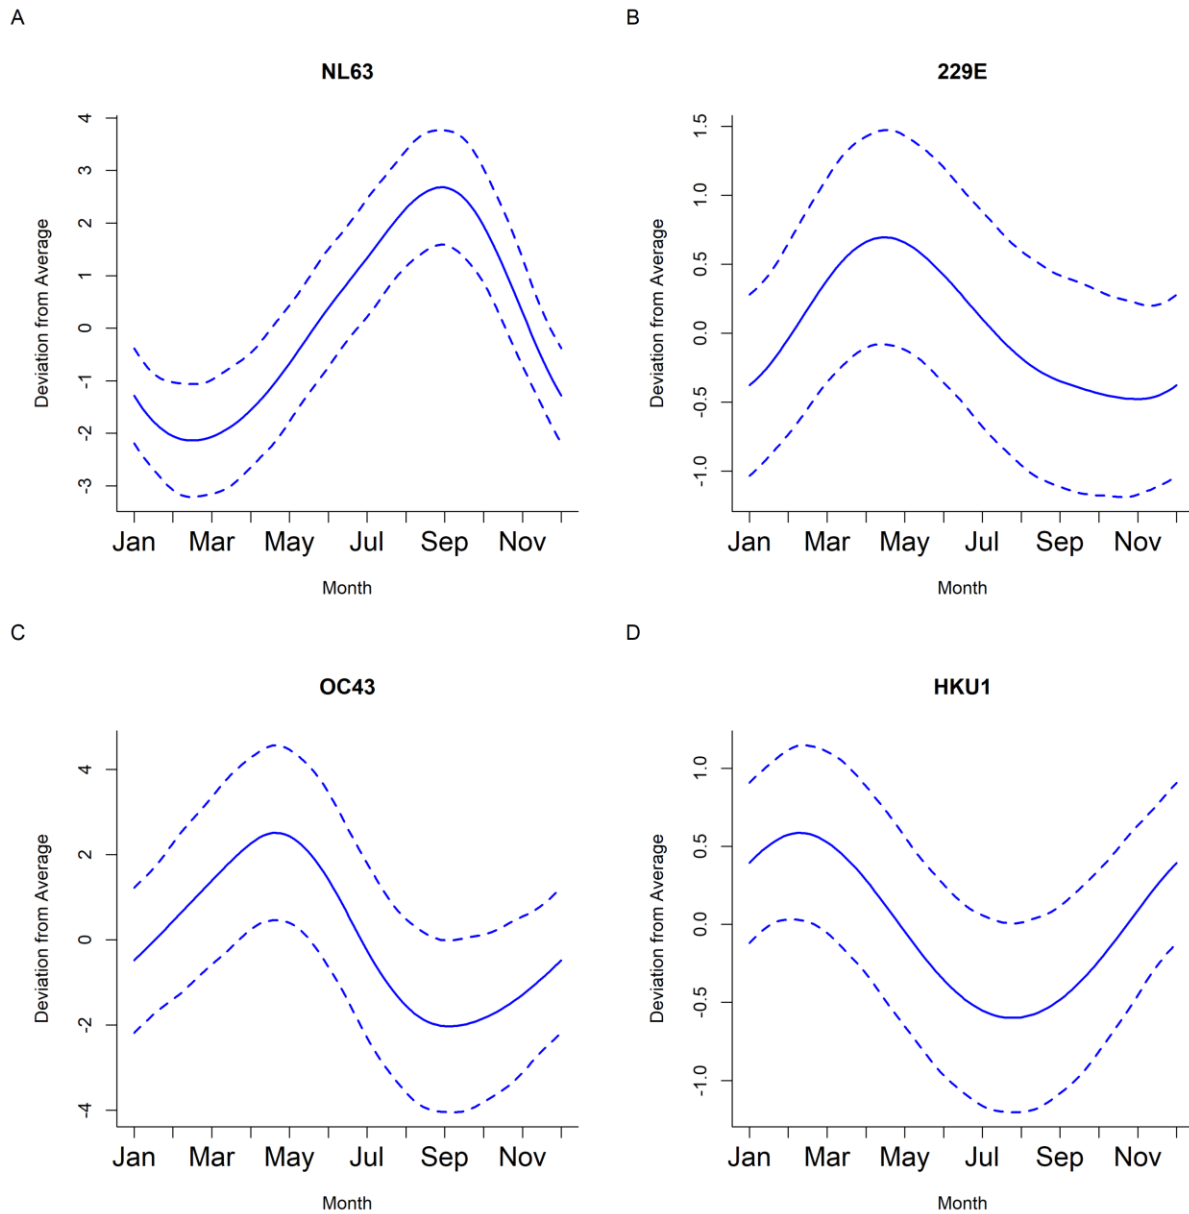 A
NL63
Deviation from Average
4
3
2
1
0
-1
-2
-3
Jan Mar May Jul Sep Nov
Month
B
229E
Deviation from Average
1.5
1.0
0.5
0.0
-0.5
-1.0
Jan Mar May Jul Sep Nov
Month
C
OC43
Deviation from Average
4
2
0
-2
-4
Jan Mar May Jul Sep Nov
Month
D
HKU1
Deviation from Average
1.0
0.5
0.0
-0.5
-1.0
Jan Mar May Jul Sep Nov
Month